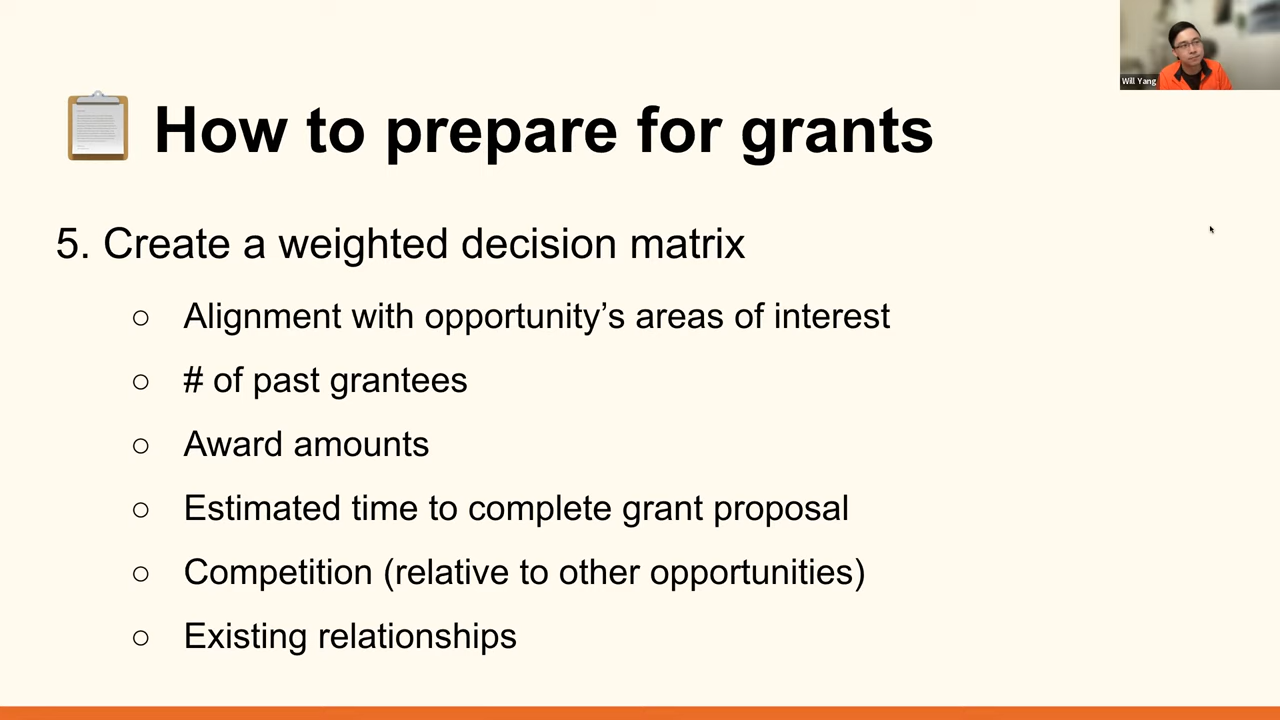 Will Yang
How to prepare for grants
5. Create a weighted decision matrix
○ Alignment with opportunity’s areas of interest
○ # of past grantees
○ Award amounts
○ Estimated time to complete grant proposal
○ Competition (relative to other opportunities)
○ Existing relationships